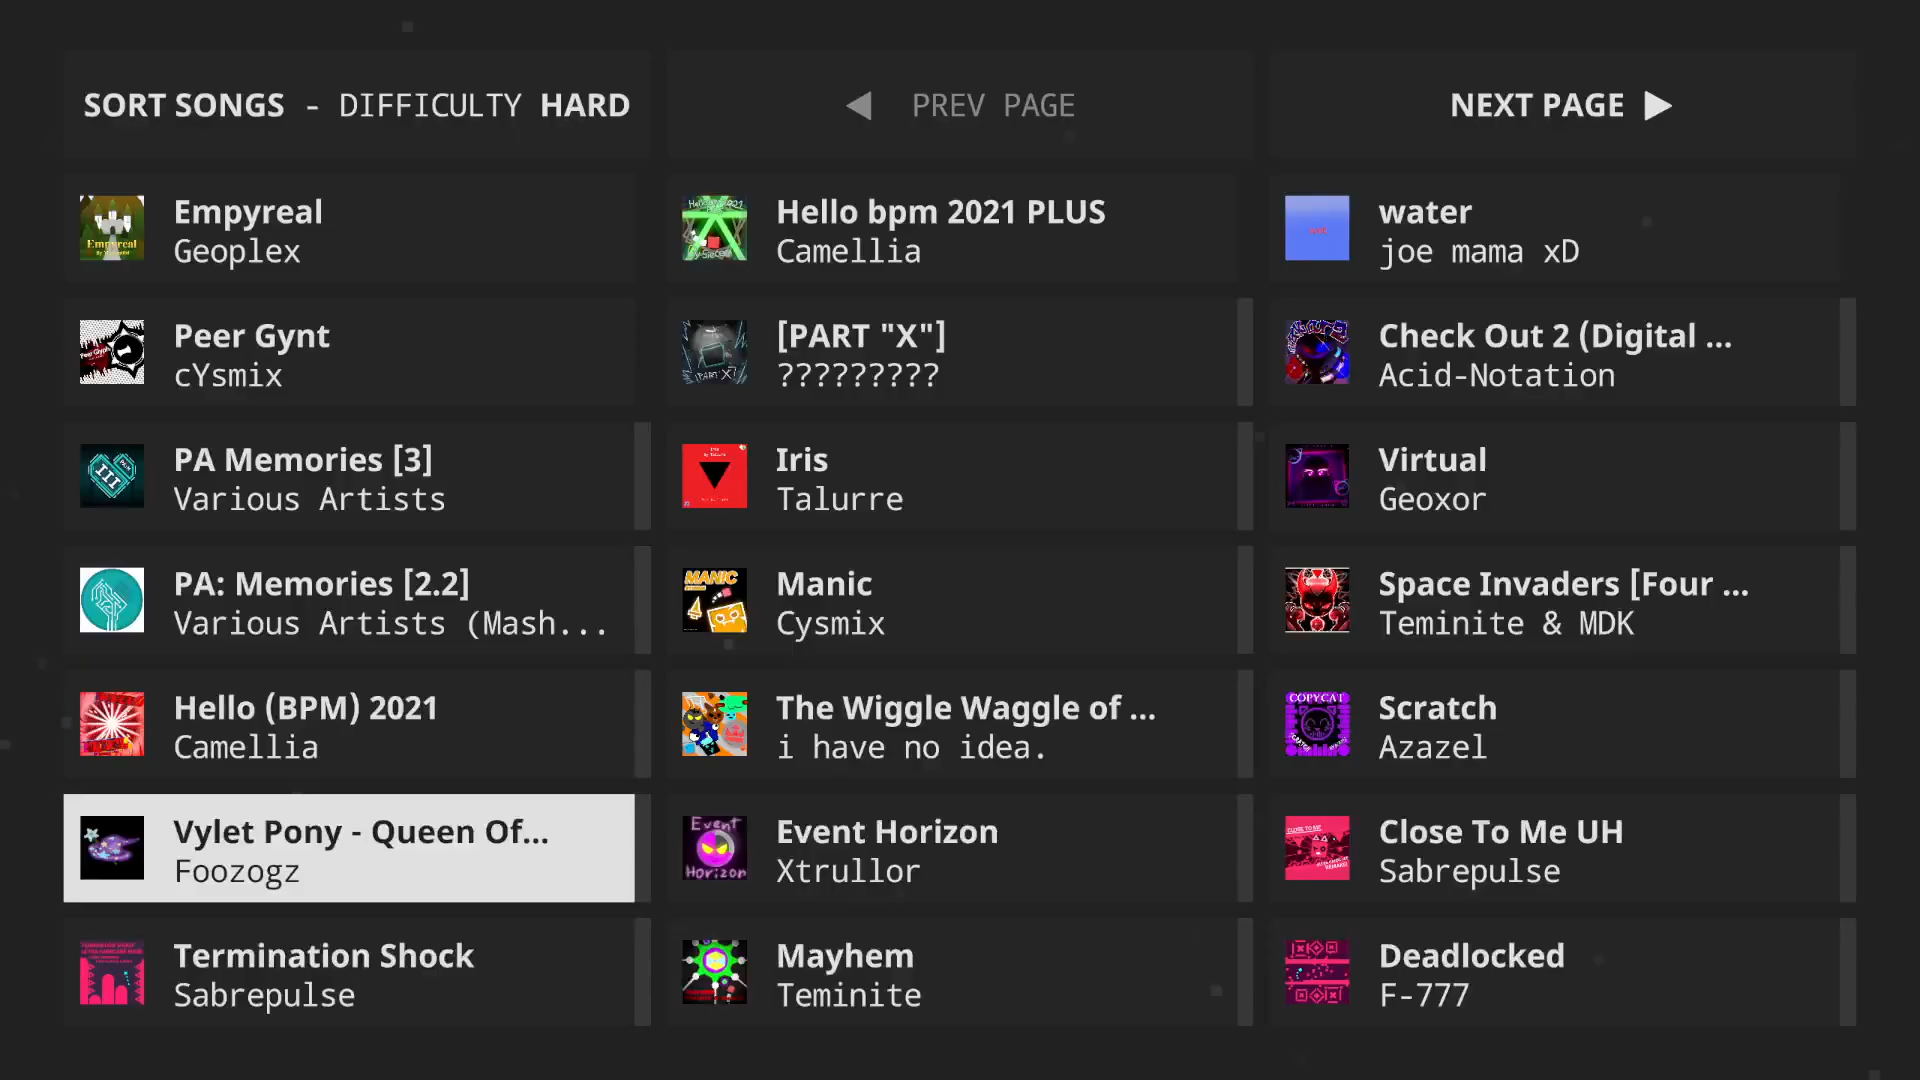 SORT SONGS - DIFFICULTY HARD
◀ PREV PAGE
NEXT PAGE ▶
Empyreal
Geoplex
Hello bpm 2021 PLUS
Camellia
water
joe mama xD
Peer Gynt
cYsmix
[PART "X"]
?????????
Check Out 2 (Digital ...
Acid-Notation
PA Memories [3]
Various Artists
Iris
Talurre
Virtual
Geoxor
PA: Memories [2.2]
Various Artists (Mash...
MANIC
Manic
Cysmix
Space Invaders [Four ...
Teminite & MDK
Hello (BPM) 2021
Camellia
The Wiggle Waggle of ...
i have no idea.
COPYCAT
Scratch
Azazel
Vylet Pony - Queen Of...
Foozogz
Event
Horizon
Event Horizon
Xtrullor
Close To Me UH
Sabrepulse
Termination Shock
Sabrepulse
Mayhem
Teminite
Deadlocked
F-777